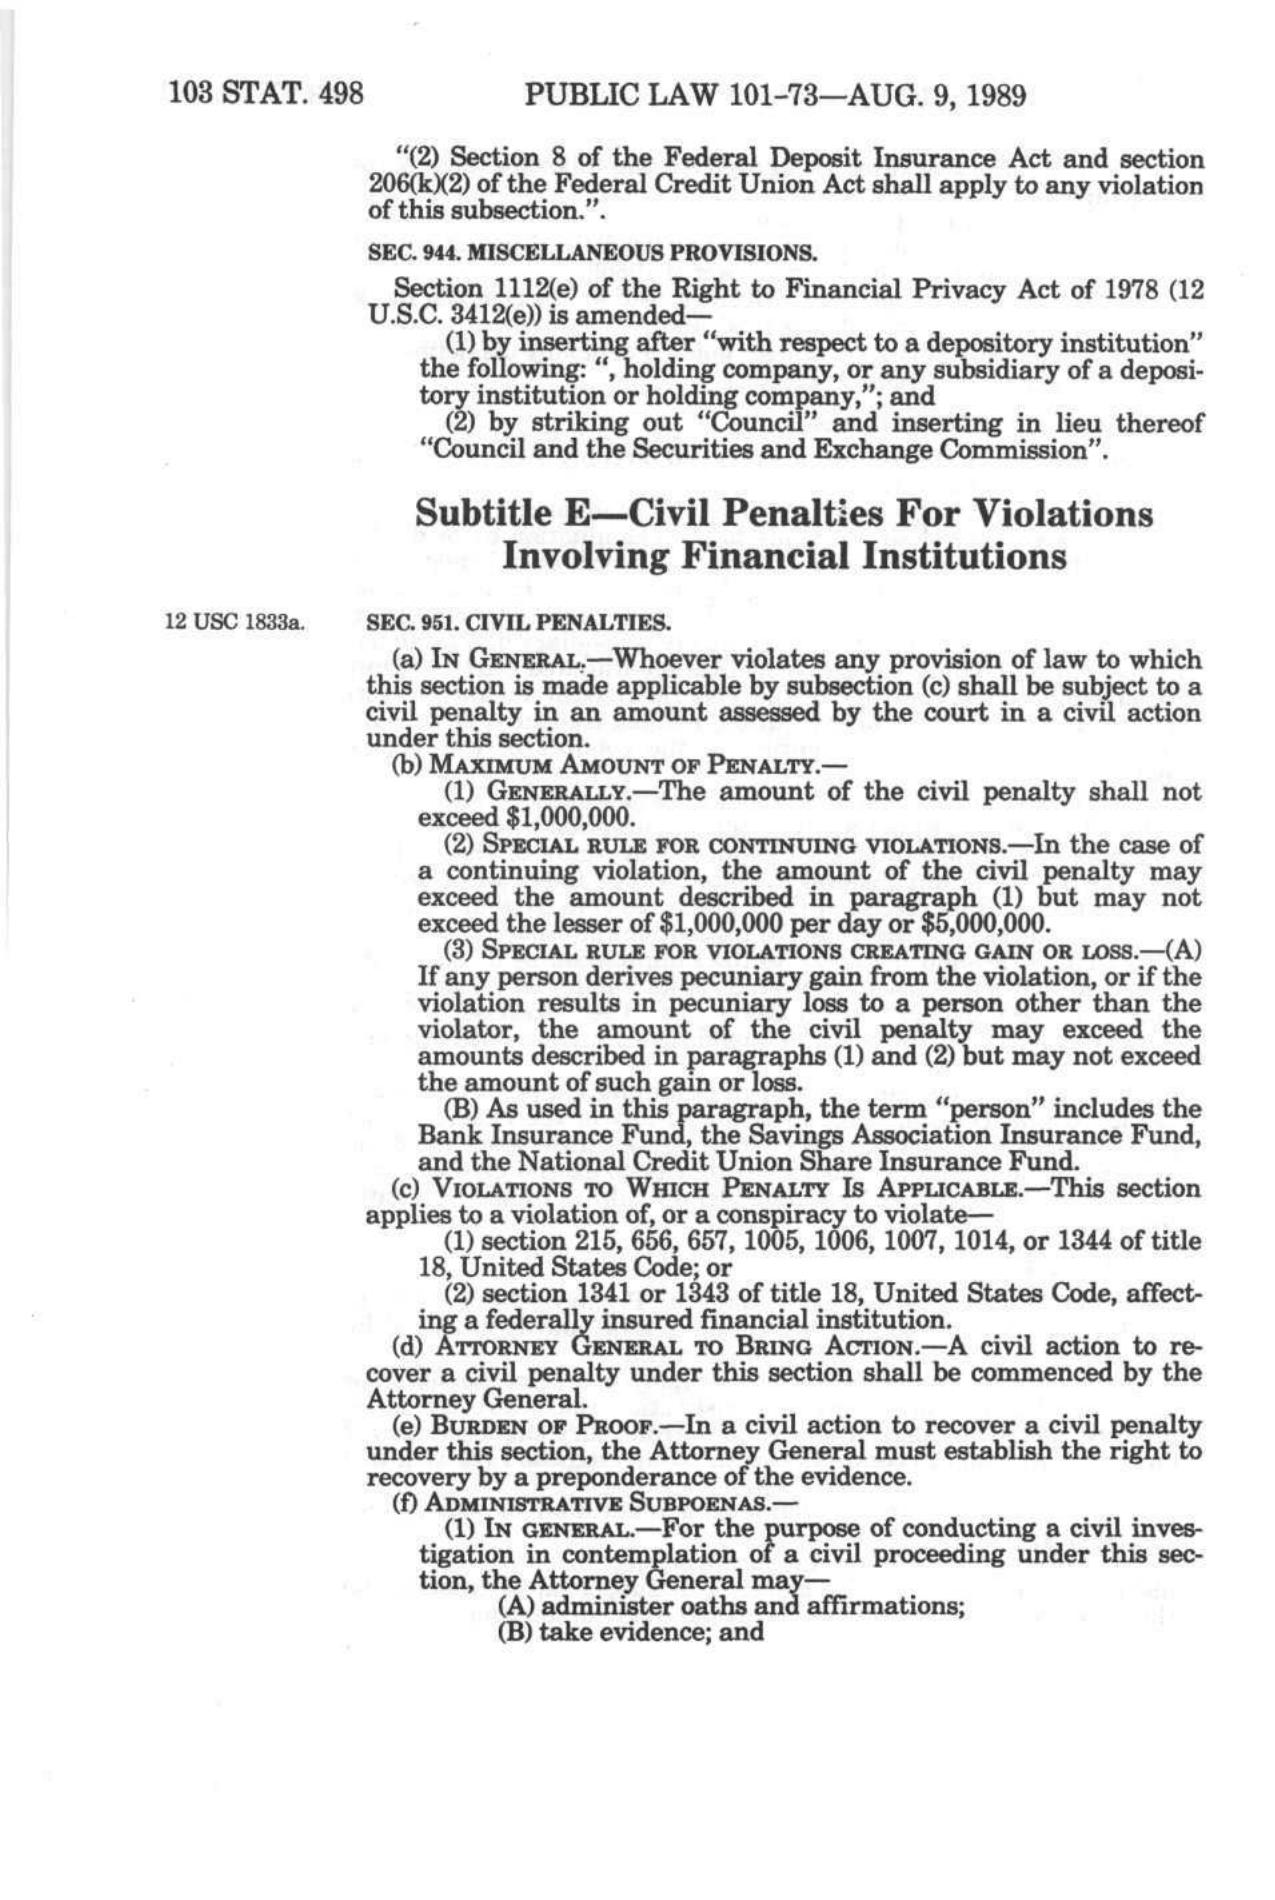 103 STAT. 498 PUBLIC LAW 101-73—AUG. 9, 1989
“(2) Section 8 of the Federal Deposit Insurance Act and section
206(k)(2) of the Federal Credit Union Act shall apply to any violation
of this subsection.”.
SEC. 944. MISCELLANEOUS PROVISIONS.
Section 1112(e) of the Right to Financial Privacy Act of 1978 (12
U.S.C. 3412(e)) is amended—
(1) by inserting after “with respect to a depository institution”
the following: “, holding company, or any subsidiary of a deposi-
tory institution or holding company,”; and
(2) by striking out “Council” and inserting in lieu thereof
“Council and the Securities and Exchange Commission”.
Subtitle E—Civil Penalties For Violations
Involving Financial Institutions
12 USC 1833a. SEC. 951. CIVIL PENALTIES.
(a) IN GENERAL.—Whoever violates any provision of law to which
this section is made applicable by subsection (c) shall be subject to a
civil penalty in an amount assessed by the court in a civil action
under this section.
(b) MAXIMUM AMOUNT OF PENALTY.—
(1) GENERALLY.—The amount of the civil penalty shall not
exceed $1,000,000.
(2) SPECIAL RULE FOR CONTINUING VIOLATIONS.—In the case of
a continuing violation, the amount of the civil penalty may
exceed the amount described in paragraph (1) but may not
exceed the lesser of $1,000,000 per day or $5,000,000.
(3) SPECIAL RULE FOR VIOLATIONS CREATING GAIN OR LOSS.—(A)
If any person derives pecuniary gain from the violation, or if the
violation results in pecuniary loss to a person other than the
violator, the amount of the civil penalty may exceed the
amounts described in paragraphs (1) and (2) but may not exceed
the amount of such gain or loss.
(B) As used in this paragraph, the term “person” includes the
Bank Insurance Fund, the Savings Association Insurance Fund,
and the National Credit Union Share Insurance Fund.
(c) VIOLATIONS TO WHICH PENALTY IS APPLICABLE.—This section
applies to a violation of, or a conspiracy to violate—
(1) section 215, 656, 657, 1005, 1006, 1007, 1014, or 1344 of title
18, United States Code; or
(2) section 1341 or 1343 of title 18, United States Code, affect-
ing a federally insured financial institution.
(d) ATTORNEY GENERAL TO BRING ACTION.—A civil action to re-
cover a civil penalty under this section shall be commenced by the
Attorney General.
(e) BURDEN OF PROOF.—In a civil action to recover a civil penalty
under this section, the Attorney General must establish the right to
recovery by a preponderance of the evidence.
(f) ADMINISTRATIVE SUBPOENAS.—
(1) IN GENERAL.—For the purpose of conducting a civil inves-
tigation in contemplation of a civil proceeding under this sec-
tion, the Attorney General may—
(A) administer oaths and affirmations;
(B) take evidence; and